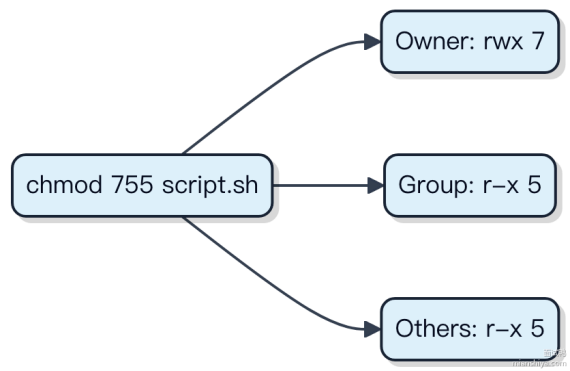 Owner: rwx 7
chmod 755 script.sh
Group: r–x 5
Others: r–x 5